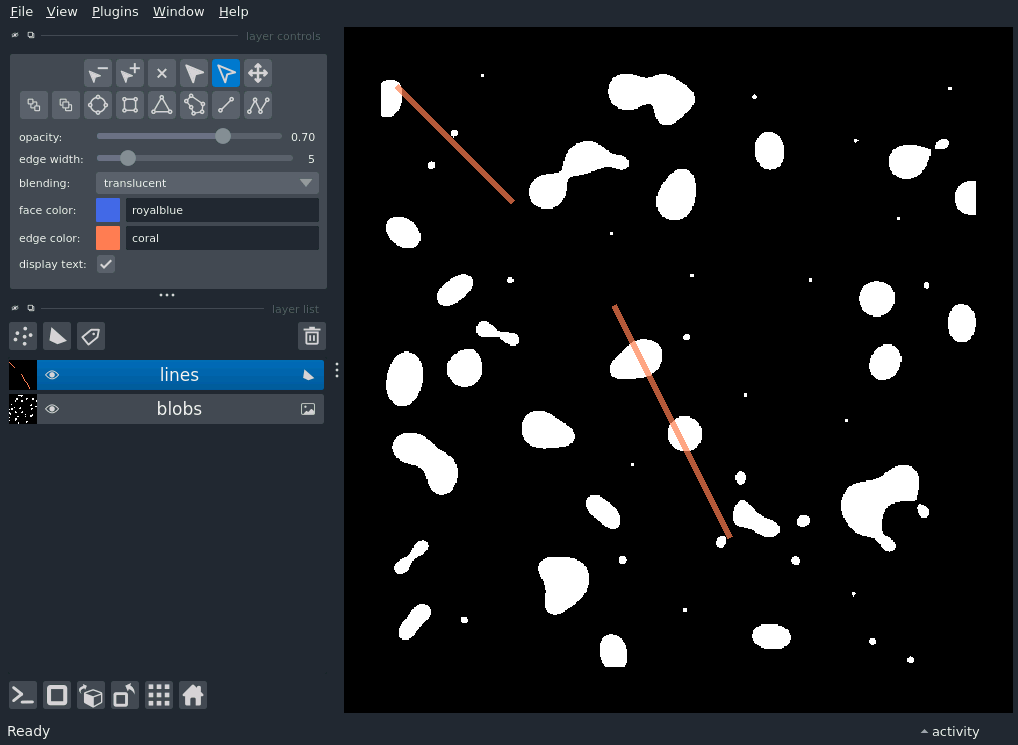 File View Plugins Window Help
layer controls
opacity: 0.70
edge width: 5
blending: translucent
face color: royalblue
edge color: coral
display text:
layer list
lines
blobs
Ready activity